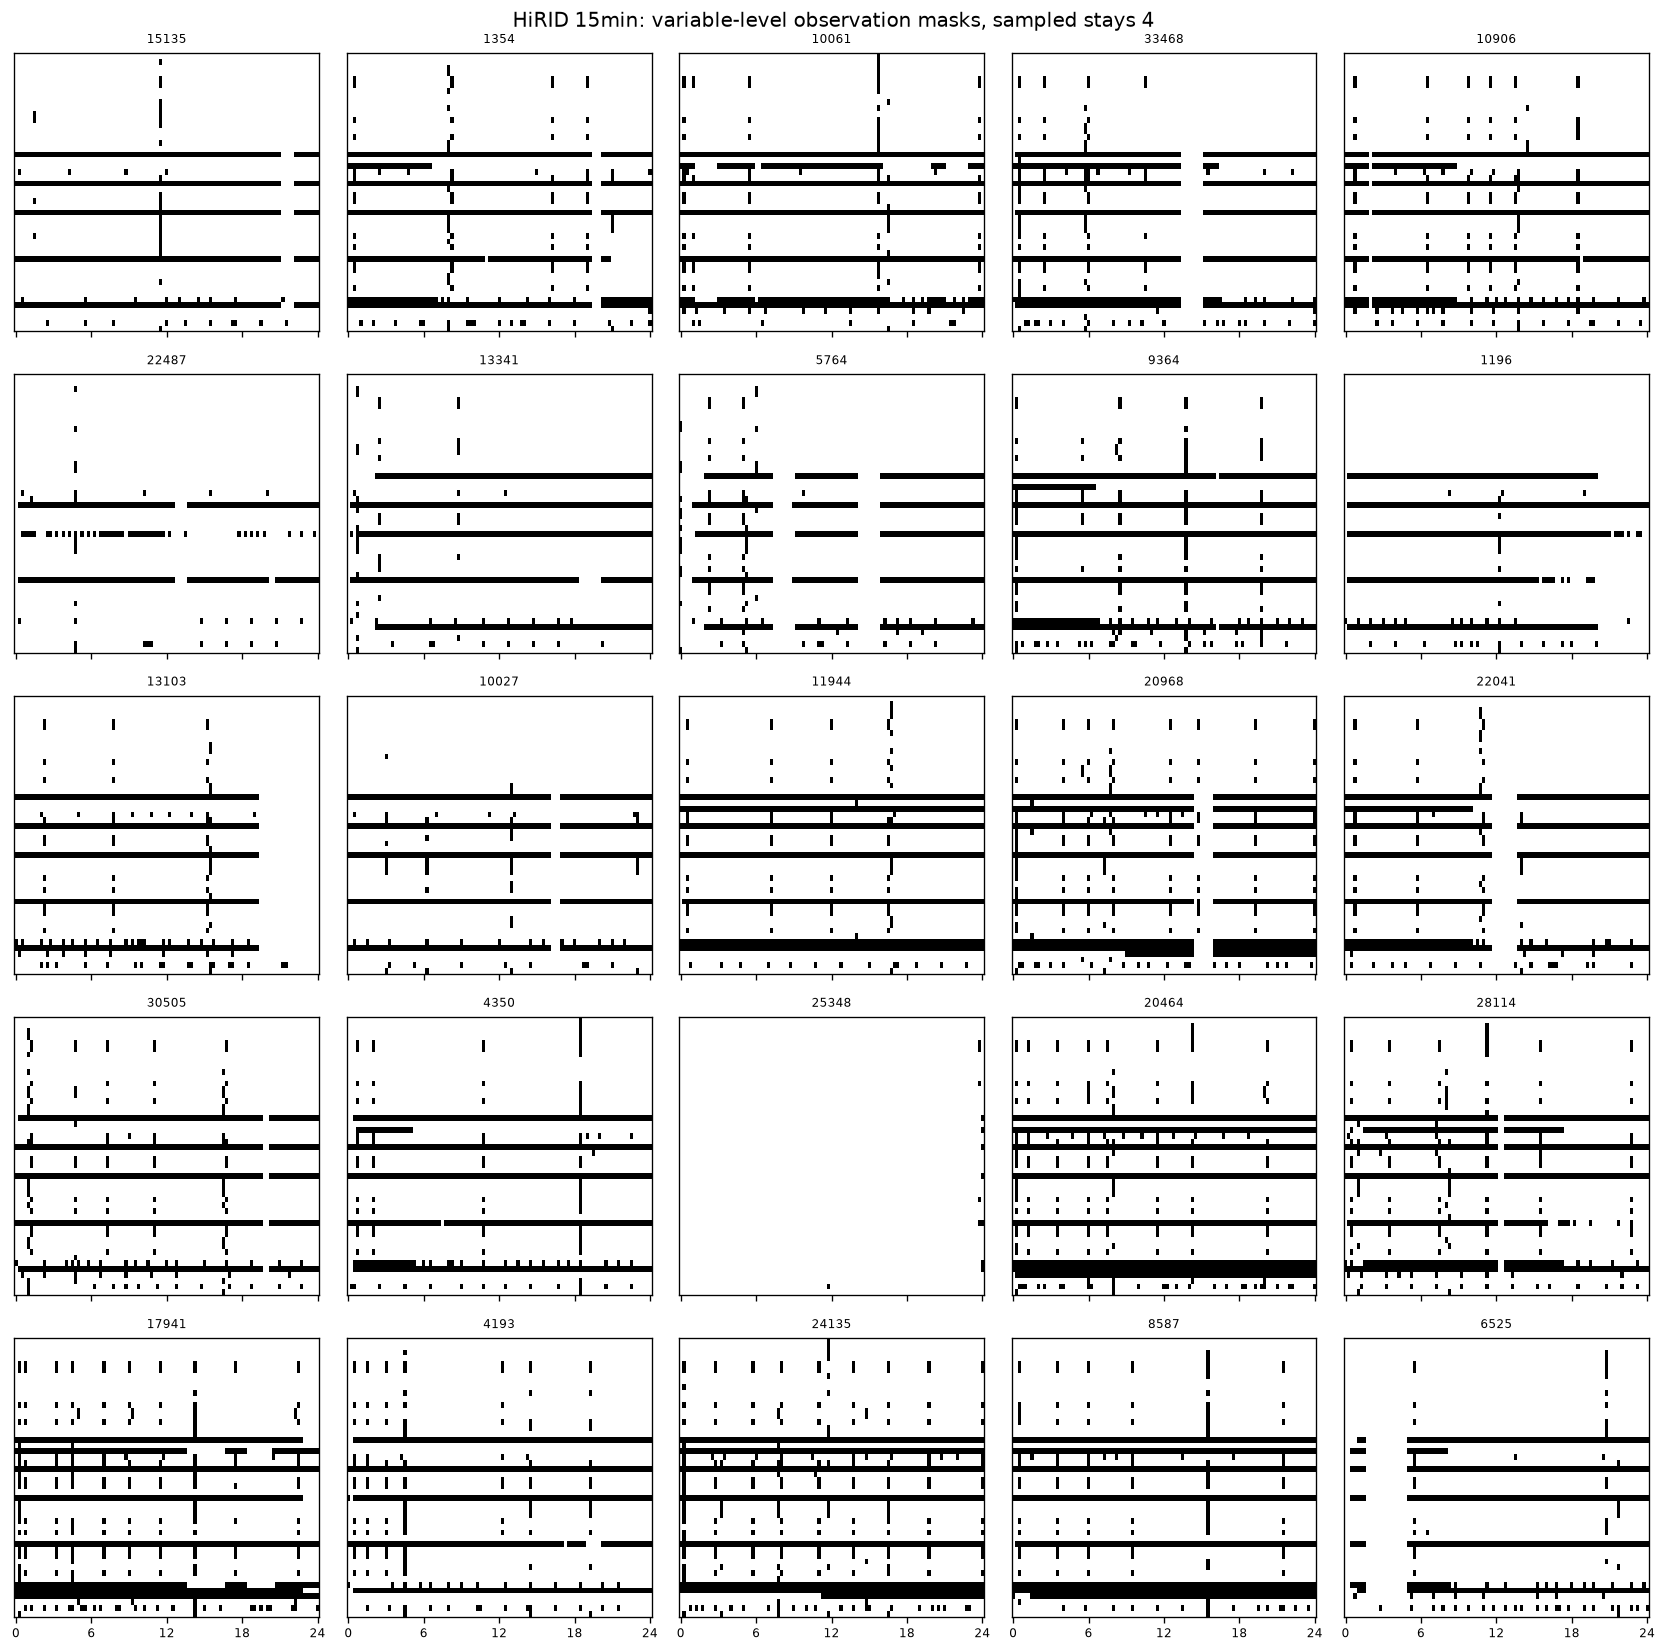 HiRID 15min: variable-level observation masks, sampled stays 4
15135 1354 10061 33468 10906
22487 13341 5764 9364 1196
13103 10027 11944 20968 22041
30505 4350 25348 20464 28114
17941 4193 24135 8587 6525
0 6 12 18 24 0 6 12 18 24 0 6 12 18 24 0 6 12 18 24 0 6 12 18 24